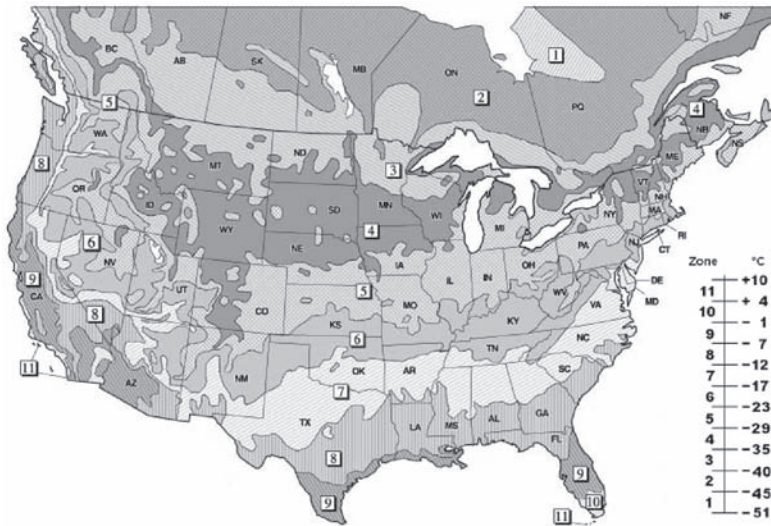 NF
BC
AB
SK
MB
ON
1
2
PQ
4
NB
NS
ME
5
WA
8
MT
ND
3
OR
ID
WY
SD
MN
4
WI
MI
VT
NH
MA
NY
RI
CT
6
NV
NE
IA
IL
IN
OH
PA
NJ
DE
MD
9
CA
UT
CO
5
KS
MO
WV
VA
KY
8
6
NC
TN
11
AZ
NM
OK
7
AR
SC
TX
8
LA
MS
AL
GA
FL
9
9
10
11
Zone °C
+10
11
+ 4
10
- 1
9
- 7
8
-12
7
-17
6
-23
5
-29
4
-35
3
-40
2
-45
1
-51